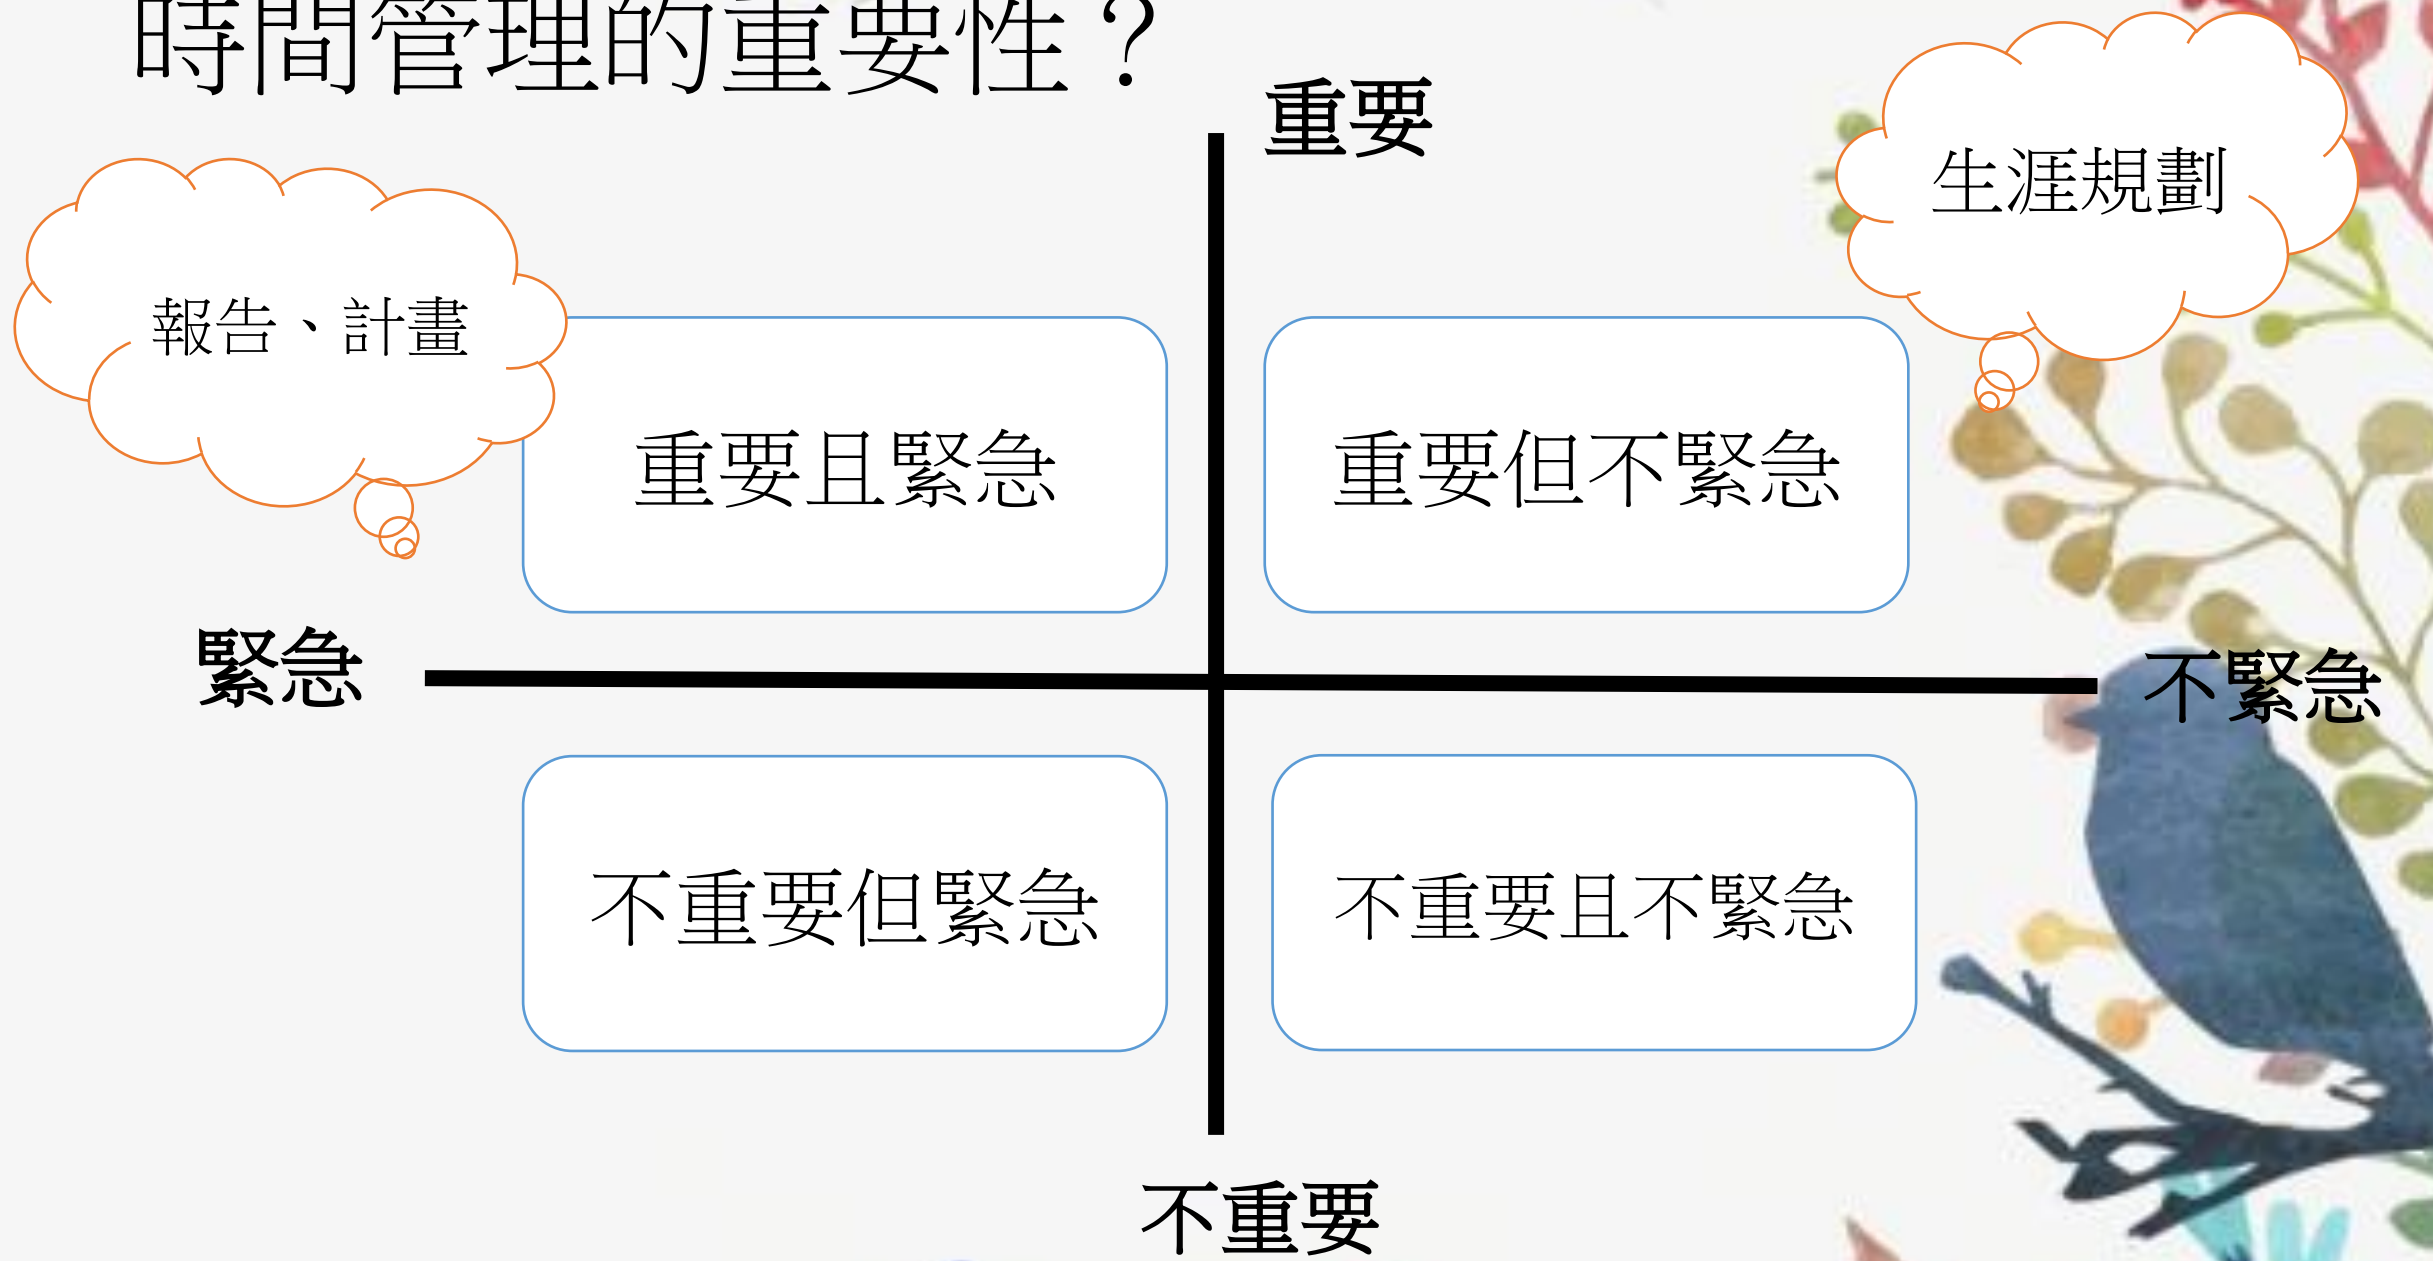 時間管理的重要性？
重要
生涯規劃
報告、計畫
重要且緊急
重要但不緊急
緊急
不緊急
不重要但緊急
不重要且不緊急
不重要